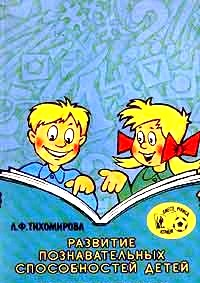 Л.Ф.ТИХОМИРОВА
РАЗВИТИЕ
ПОЗНАВАТЕЛЬНЫХ
СПОСОБНОСТЕЙ ДЕТЕЙ